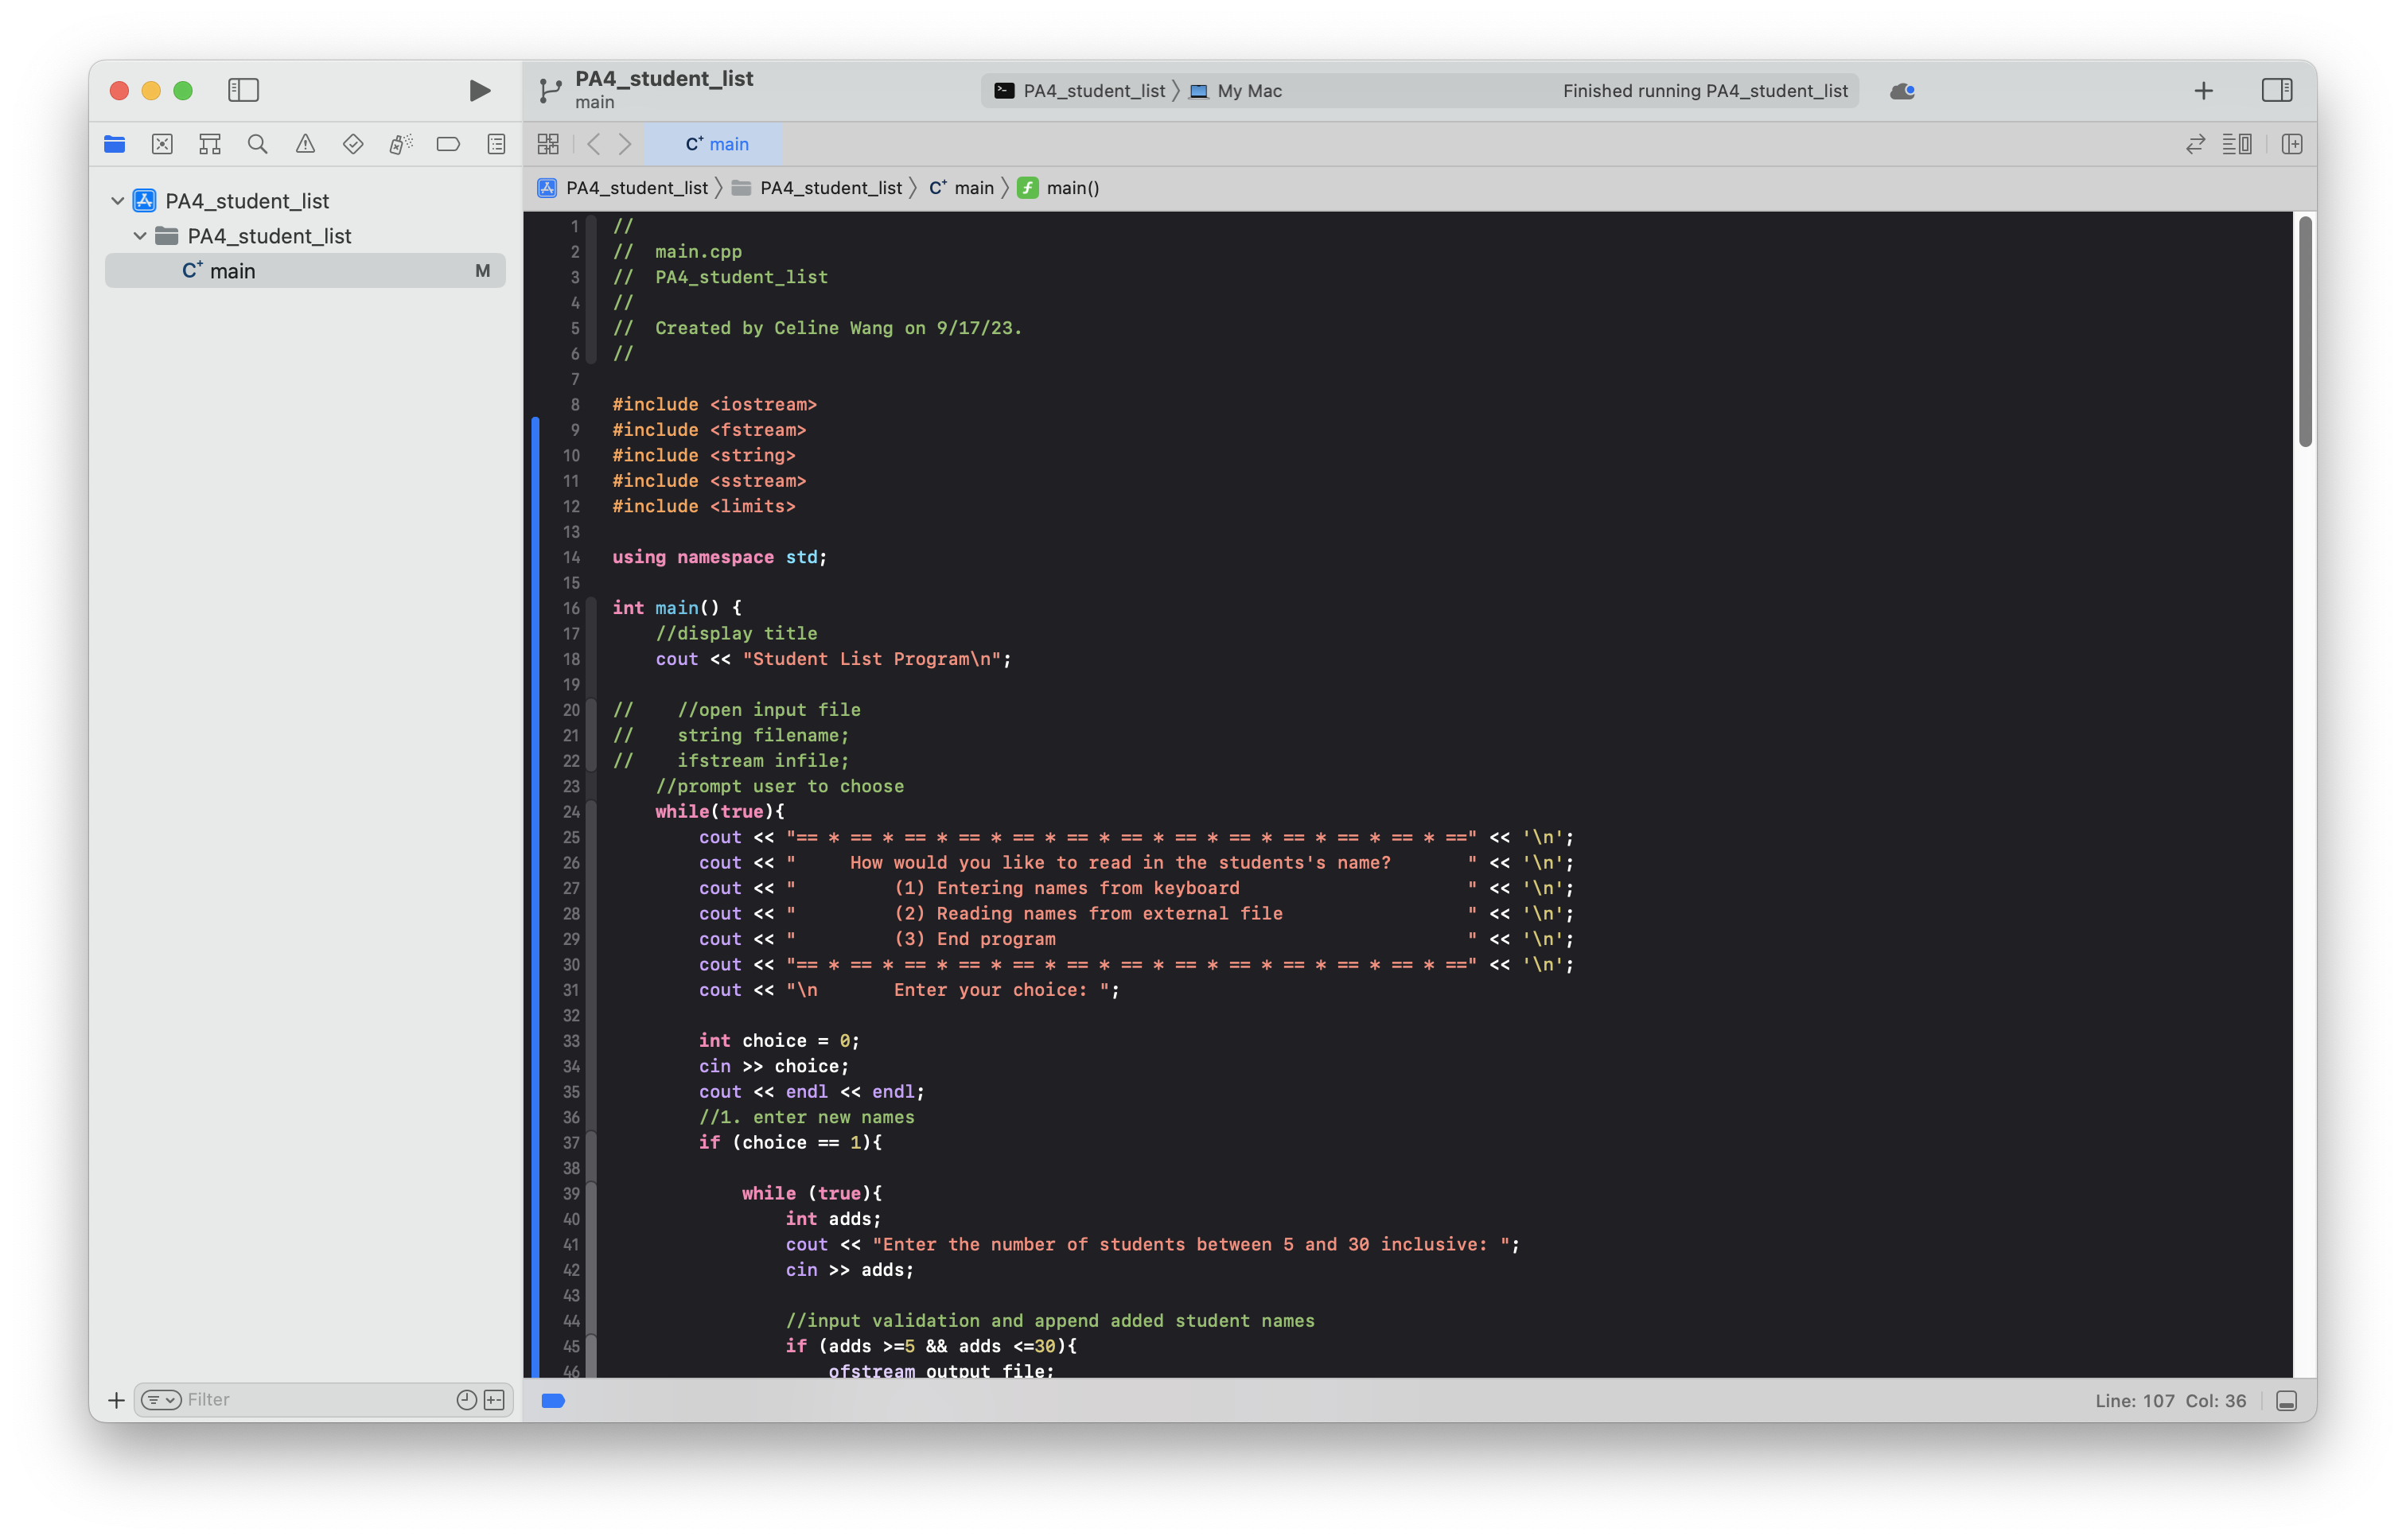 PA4_student_list
main
PA4_student_list 〉 My Mac
Finished running PA4_student_list
C+ main
PA4_student_list 〉 PA4_student_list 〉 C+ main 〉 f main()
PA4_student_list
PA4_student_list
C+ main M
1 //
2 //  main.cpp
3 //  PA4_student_list
4 //
5 //  Created by Celine Wang on 9/17/23.
6 //
7
8 #include <iostream>
9 #include <fstream>
10 #include <string>
11 #include <sstream>
12 #include <limits>
13
14 using namespace std;
15
16 int main() {
17     //display title
18     cout << "Student List Program\n";
19
20 //    //open input file
21 //    string filename;
22 //    ifstream infile;
23     //prompt user to choose
24     while(true){
25         cout << "== * == * == * == * == * == * == * == * == * == * == * == * ==" << '\n';
26         cout << "     How would you like to read in the students's name?       " << '\n';
27         cout << "         (1) Entering names from keyboard                     " << '\n';
28         cout << "         (2) Reading names from external file                 " << '\n';
29         cout << "         (3) End program                                      " << '\n';
30         cout << "== * == * == * == * == * == * == * == * == * == * == * == * ==" << '\n';
31         cout << "\n       Enter your choice: ";
32
33         int choice = 0;
34         cin >> choice;
35         cout << endl << endl;
36         //1. enter new names
37         if (choice == 1){
38
39             while (true){
40                 int adds;
41                 cout << "Enter the number of students between 5 and 30 inclusive: ";
42                 cin >> adds;
43
44                 //input validation and append added student names
45                 if (adds >=5 && adds <=30){
46                     ofstream output_file;
Filter
Line: 107 Col: 36